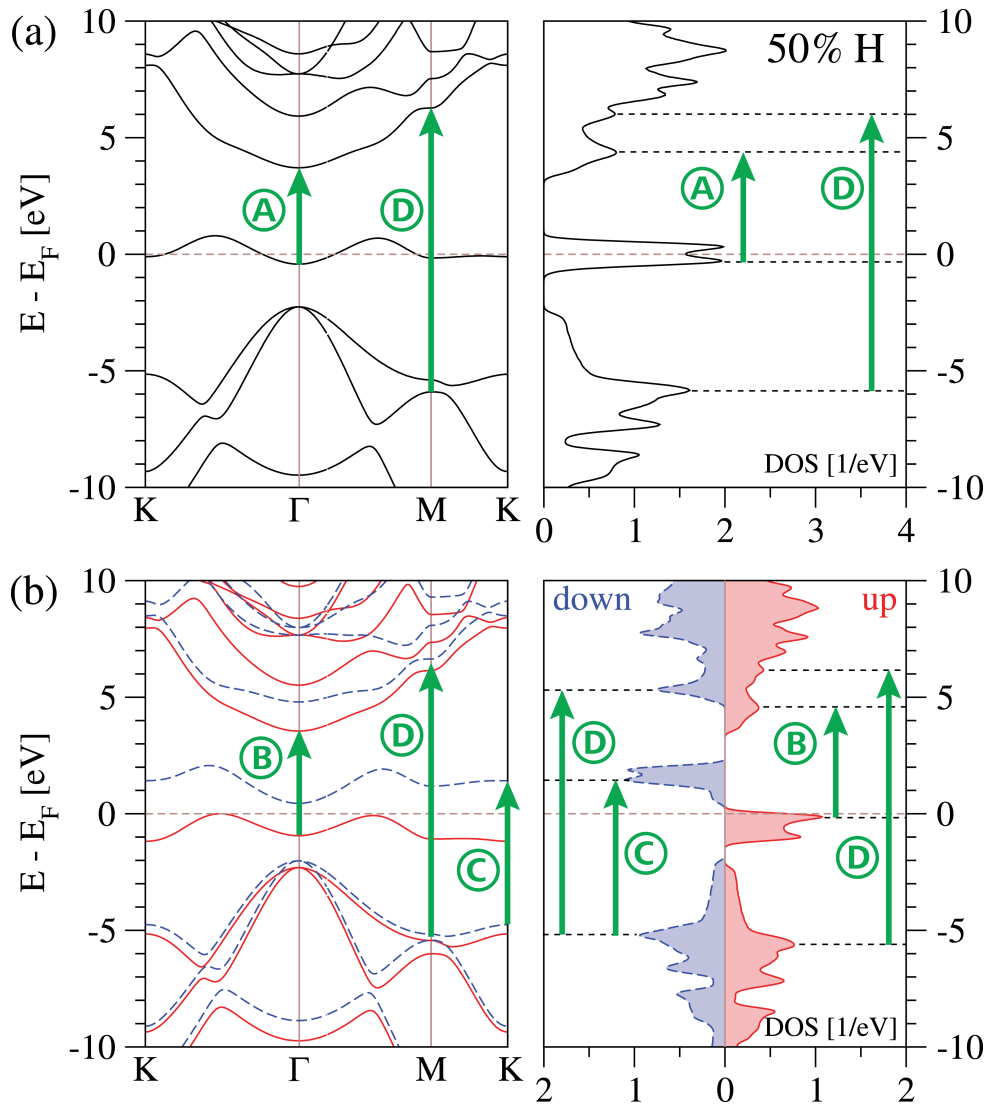 (a)
10
5
0
-5
-10
E - E_F [eV]
K Γ M K
A
D
50% H
A
D
DOS [1/eV]
10
5
0
-5
-10
0 1 2 3 4
(b)
10
5
0
-5
-10
E - E_F [eV]
K Γ M K
B
D
C
down
up
D
C
B
D
DOS [1/eV]
10
5
0
-5
-10
2 1 0 1 2